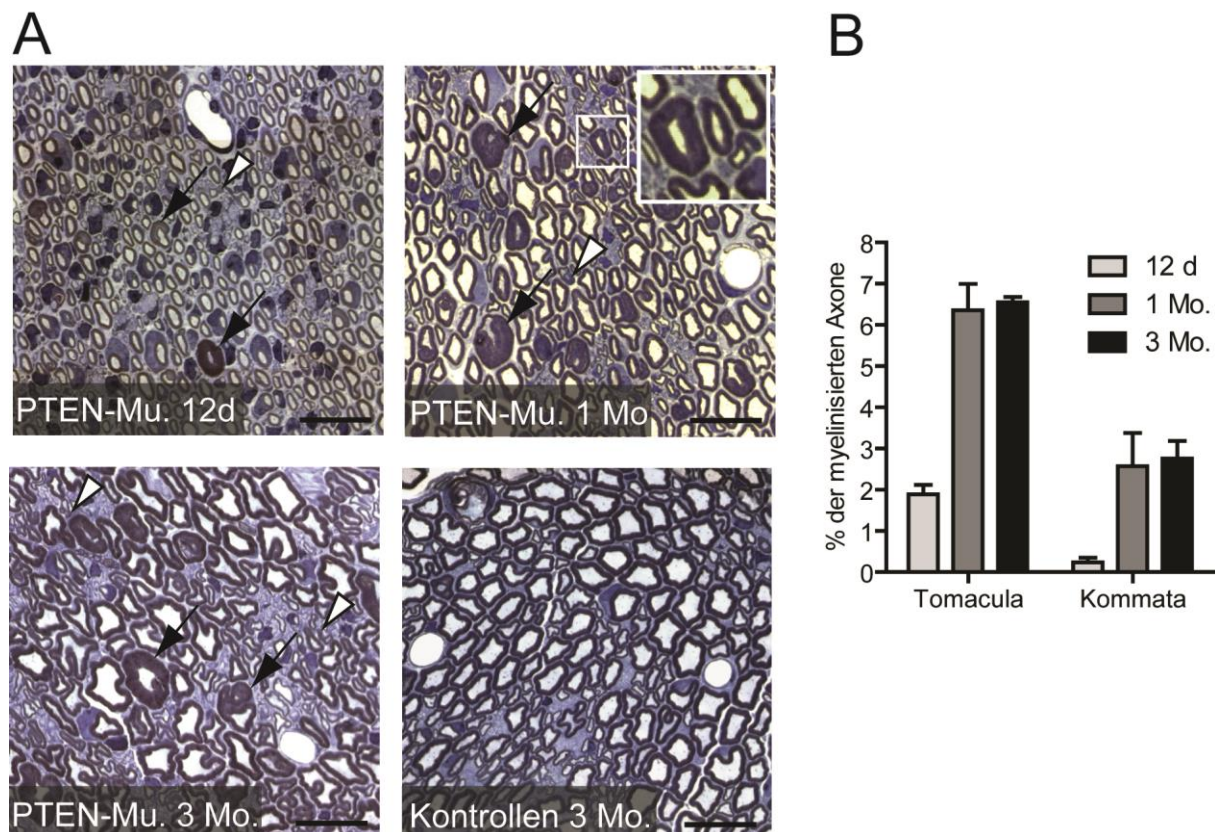 A
PTEN-Mu. 12d
PTEN-Mu. 1 Mo
PTEN-Mu. 3 Mo.
Kontrollen 3 Mo.
B
% der myelinisierten Axone
8
7
6
5
4
3
2
1
0
12 d
1 Mo.
3 Mo.
Tomacula
Kommata